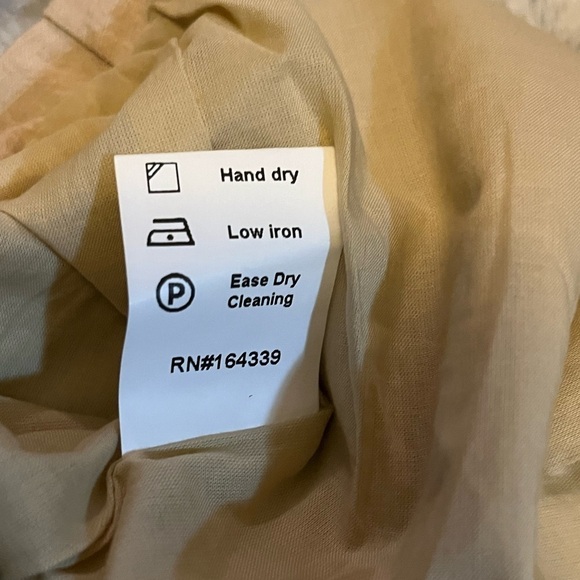 Hand dry
Low iron
P
Ease Dry
Cleaning
RN#164339